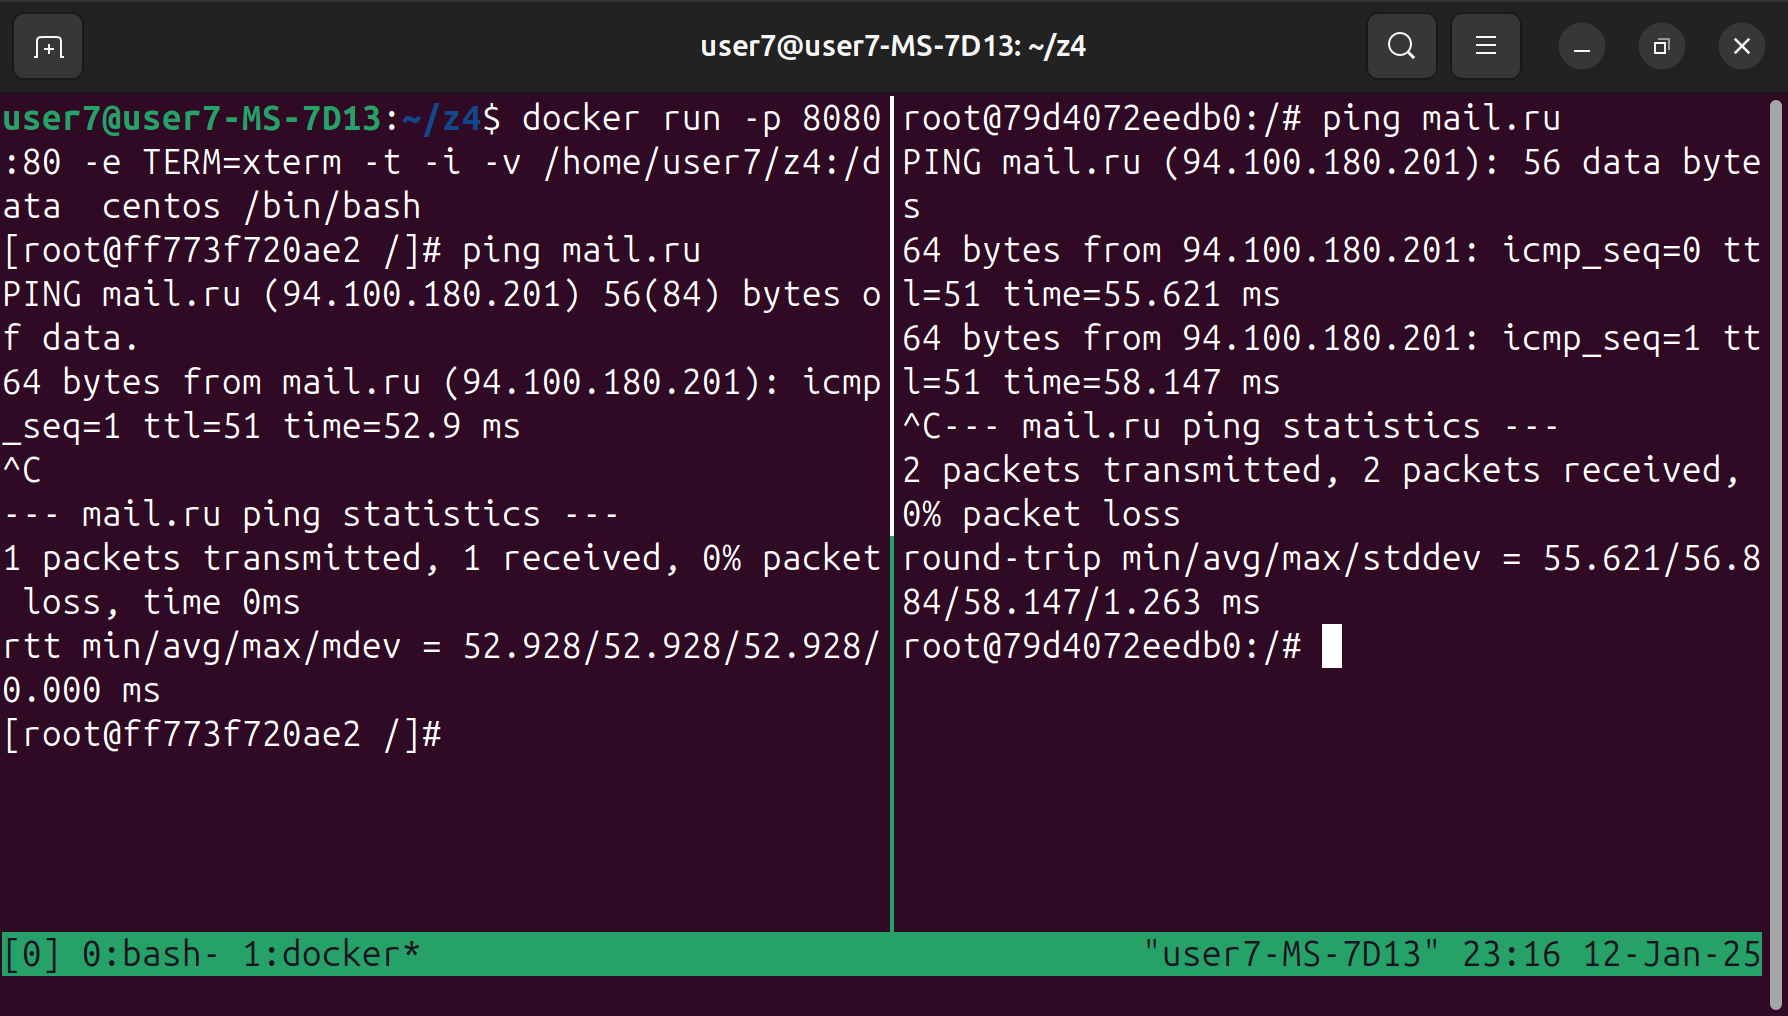 user7@user7-MS-7D13: ~/z4
user7@user7-MS-7D13:~/z4$ docker run -p 8080
:80 -e TERM=xterm -t -i -v /home/user7/z4:/d
ata  centos /bin/bash
[root@ff773f720ae2 /]# ping mail.ru
PING mail.ru (94.100.180.201) 56(84) bytes o
f data.
64 bytes from mail.ru (94.100.180.201): icmp
_seq=1 ttl=51 time=52.9 ms
^C
--- mail.ru ping statistics ---
1 packets transmitted, 1 received, 0% packet
 loss, time 0ms
rtt min/avg/max/mdev = 52.928/52.928/52.928/
0.000 ms
[root@ff773f720ae2 /]#
root@79d4072eedb0:/# ping mail.ru
PING mail.ru (94.100.180.201): 56 data byte
s
64 bytes from 94.100.180.201: icmp_seq=0 tt
l=51 time=55.621 ms
64 bytes from 94.100.180.201: icmp_seq=1 tt
l=51 time=58.147 ms
^C--- mail.ru ping statistics ---
2 packets transmitted, 2 packets received,
0% packet loss
round-trip min/avg/max/stddev = 55.621/56.8
84/58.147/1.263 ms
root@79d4072eedb0:/#
[0] 0:bash- 1:docker* "user7-MS-7D13" 23:16 12-Jan-25